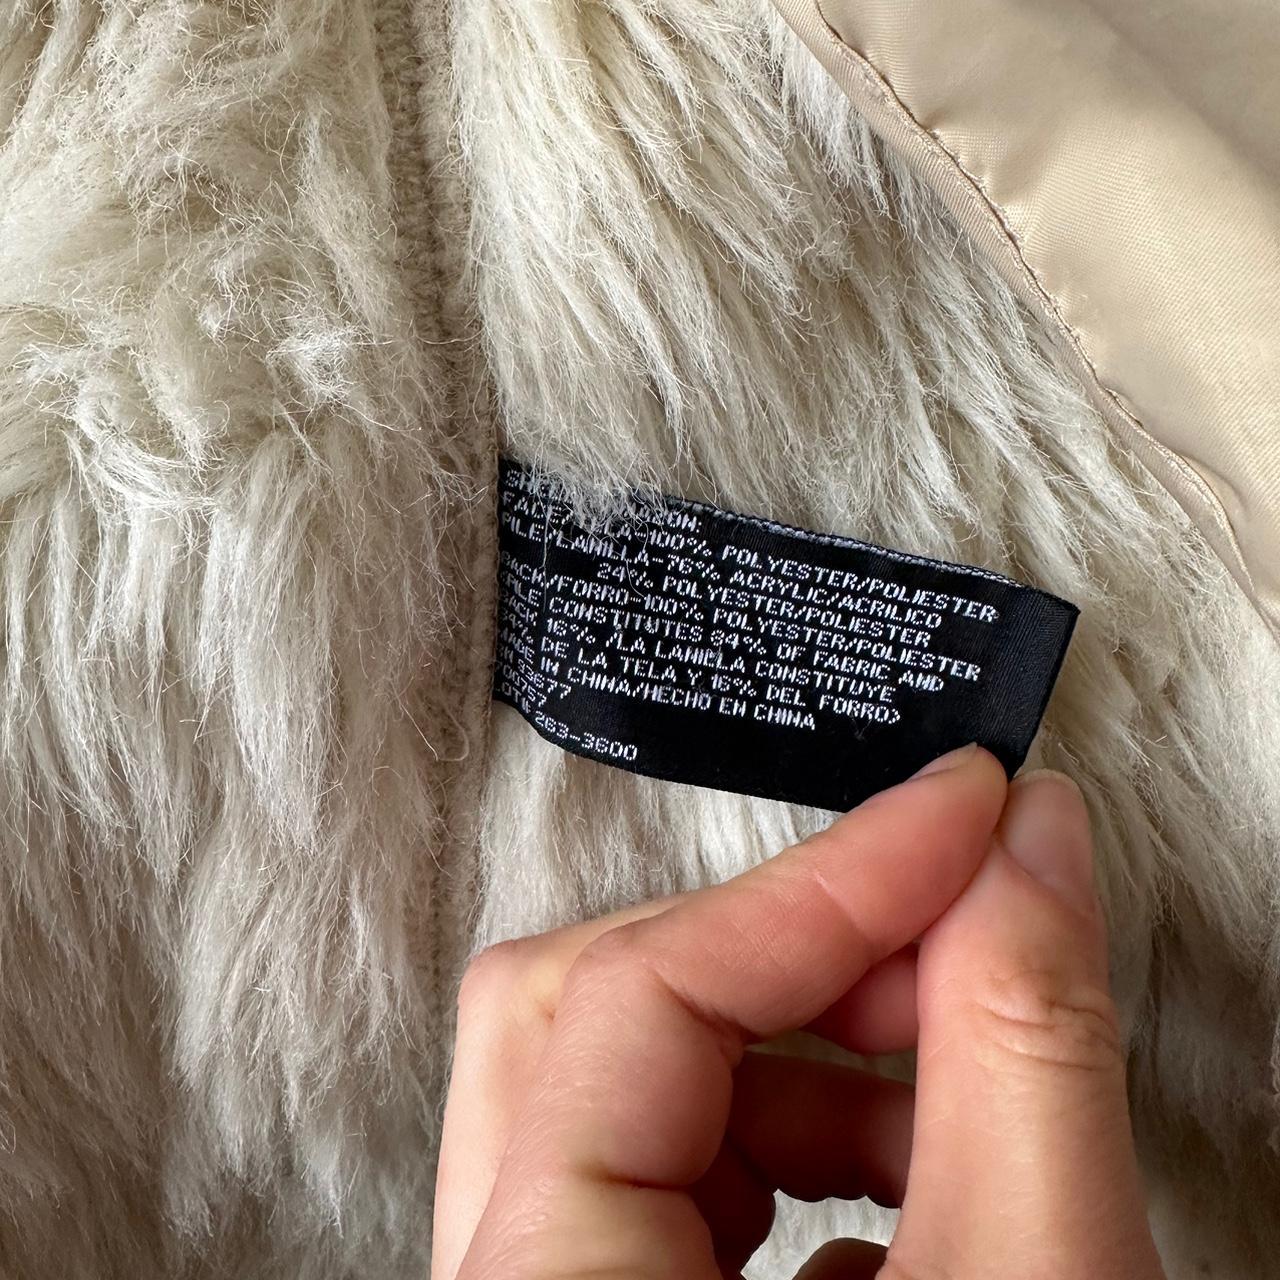 100% POLYESTER/POLIESTER
PILE/LANILLA-76% ACRYLIC/ACRILICO
24% POLYESTER/POLIESTER
BACK/FORRO-100% POLYESTER/POLIESTER
CONSTITUTES 84% OF FABRIC AND
16%
A LA LANILLA CONSTITUYE
84% DE LA TELA Y 16% DEL FORRO>
MADE IN CHINA/HECHO EN CHINA
263-3600